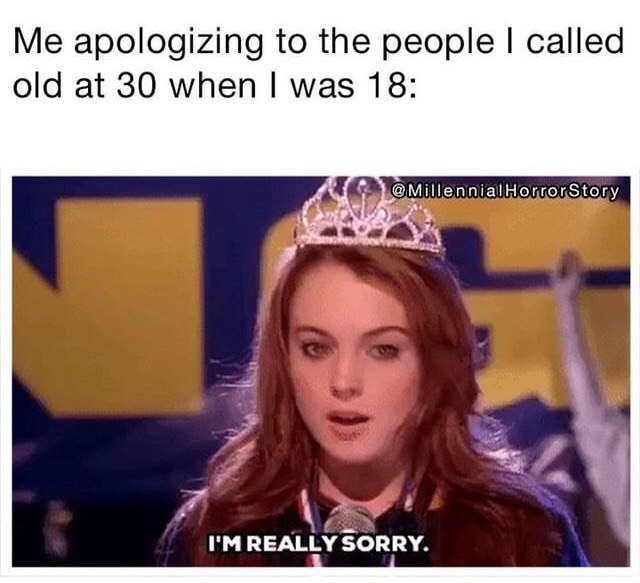 Me apologizing to the people I called
old at 30 when I was 18:
@MillennialHorrorStory
I'M REALLY SORRY.